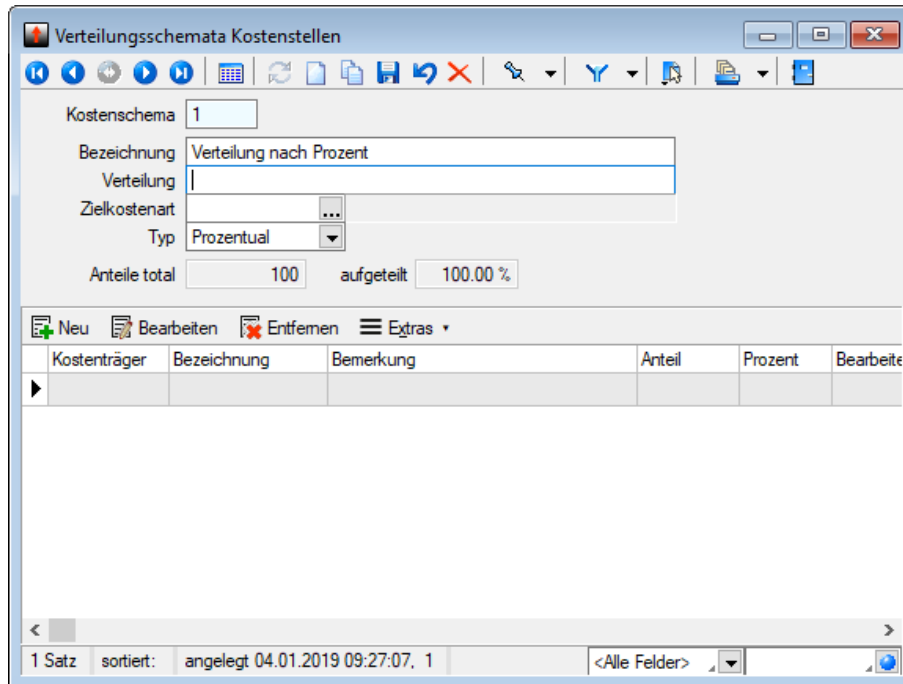 Verteilungsschemata Kostenstellen
Kostenschema 1
Bezeichnung Verteilung nach Prozent
Verteilung
Zielkostenart ...
Typ Prozentual
Anteile total 100 aufgeteilt 100.00 %
Neu Bearbeiten Entfernen Extras
Kostenträger Bezeichnung Bemerkung Anteil Prozent Bearbeite
1 Satz sortiert: angelegt 04.01.2019 09:27:07, 1 <Alle Felder>